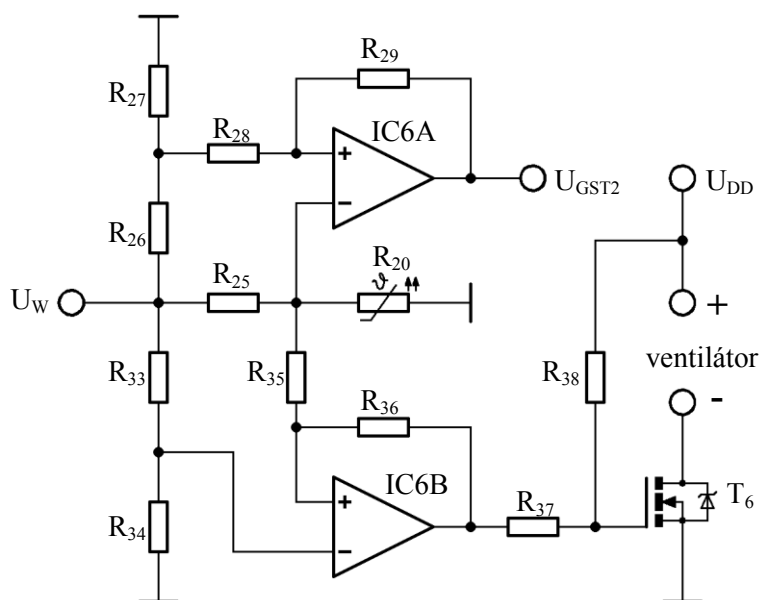 R29
R27
R28
IC6A
+
-
UGST2
UDD
R26
R25
R20
ϑ
UW
+
ventilátor
-
R33
R35
R38
R36
IC6B
+
-
R37
T6
R34